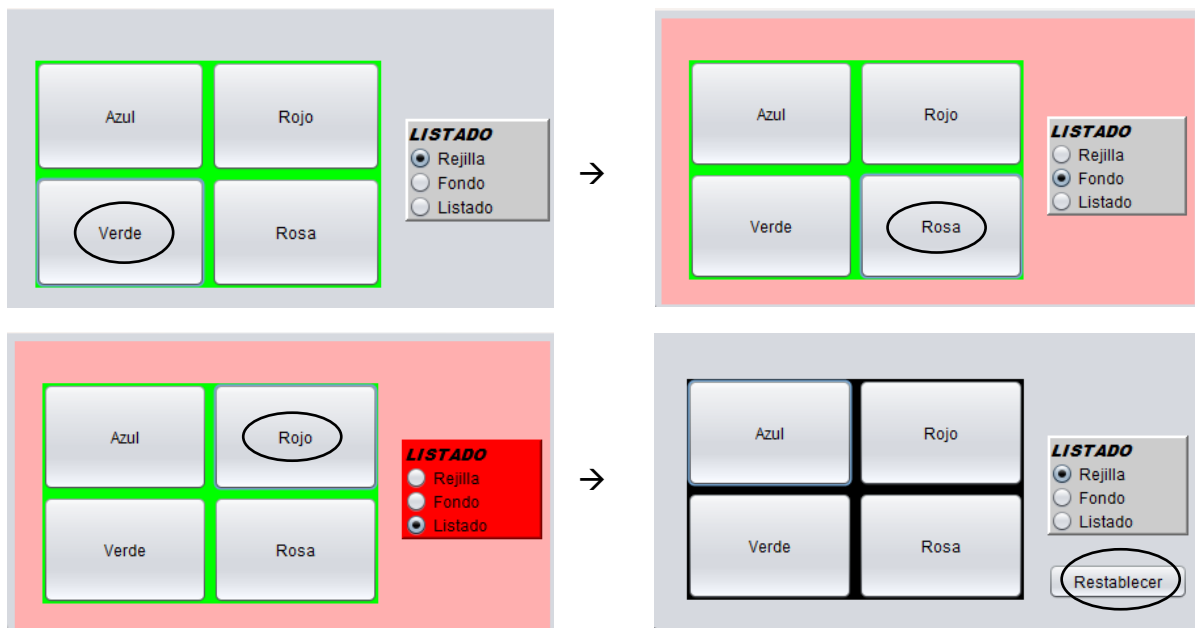 Azul Rojo
LISTADO
Rejilla
Fondo
Listado
Verde Rosa
→
Azul Rojo
LISTADO
Rejilla
Fondo
Listado
Verde Rosa
Azul Rojo
LISTADO
Rejilla
Fondo
Listado
Verde Rosa
→
Azul Rojo
LISTADO
Rejilla
Fondo
Listado
Verde Rosa
Restablecer